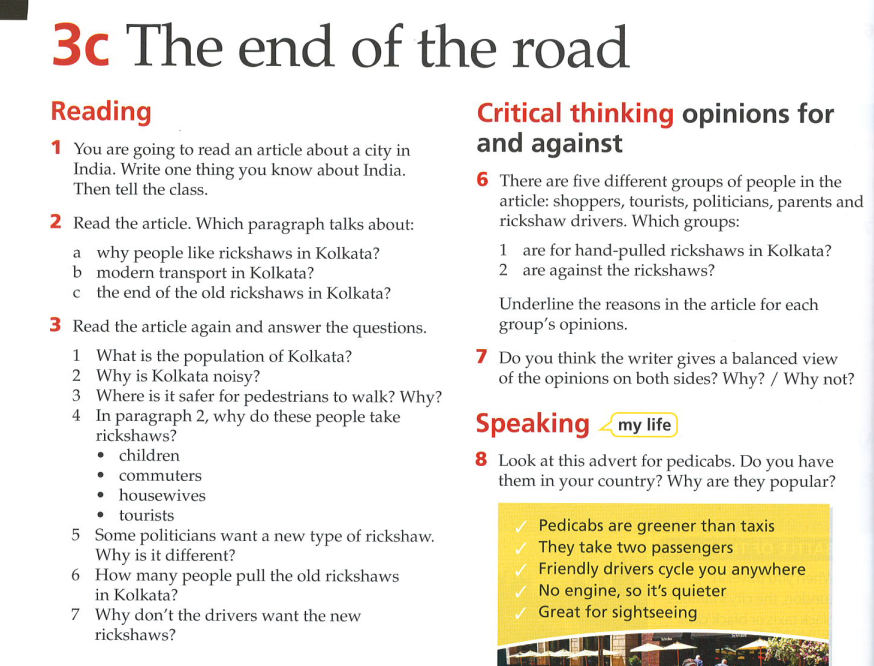 3c The end of the road
Reading
1 You are going to read an article about a city in
India. Write one thing you know about India.
Then tell the class.
2 Read the article. Which paragraph talks about:
a why people like rickshaws in Kolkata?
b modern transport in Kolkata?
c the end of the old rickshaws in Kolkata?
3 Read the article again and answer the questions.
1 What is the population of Kolkata?
2 Why is Kolkata noisy?
3 Where is it safer for pedestrians to walk? Why?
4 In paragraph 2, why do these people take
rickshaws?
• children
• commuters
• housewives
• tourists
5 Some politicians want a new type of rickshaw.
Why is it different?
6 How many people pull the old rickshaws
in Kolkata?
7 Why don't the drivers want the new
rickshaws?
Critical thinking opinions for
and against
6 There are five different groups of people in the
article: shoppers, tourists, politicians, parents and
rickshaw drivers. Which groups:
1 are for hand-pulled rickshaws in Kolkata?
2 are against the rickshaws?
Underline the reasons in the article for each
group's opinions.
7 Do you think the writer gives a balanced view
of the opinions on both sides? Why? / Why not?
Speaking my life
8 Look at this advert for pedicabs. Do you have
them in your country? Why are they popular?
✓ Pedicabs are greener than taxis
✓ They take two passengers
✓ Friendly drivers cycle you anywhere
✓ No engine, so it's quieter
✓ Great for sightseeing